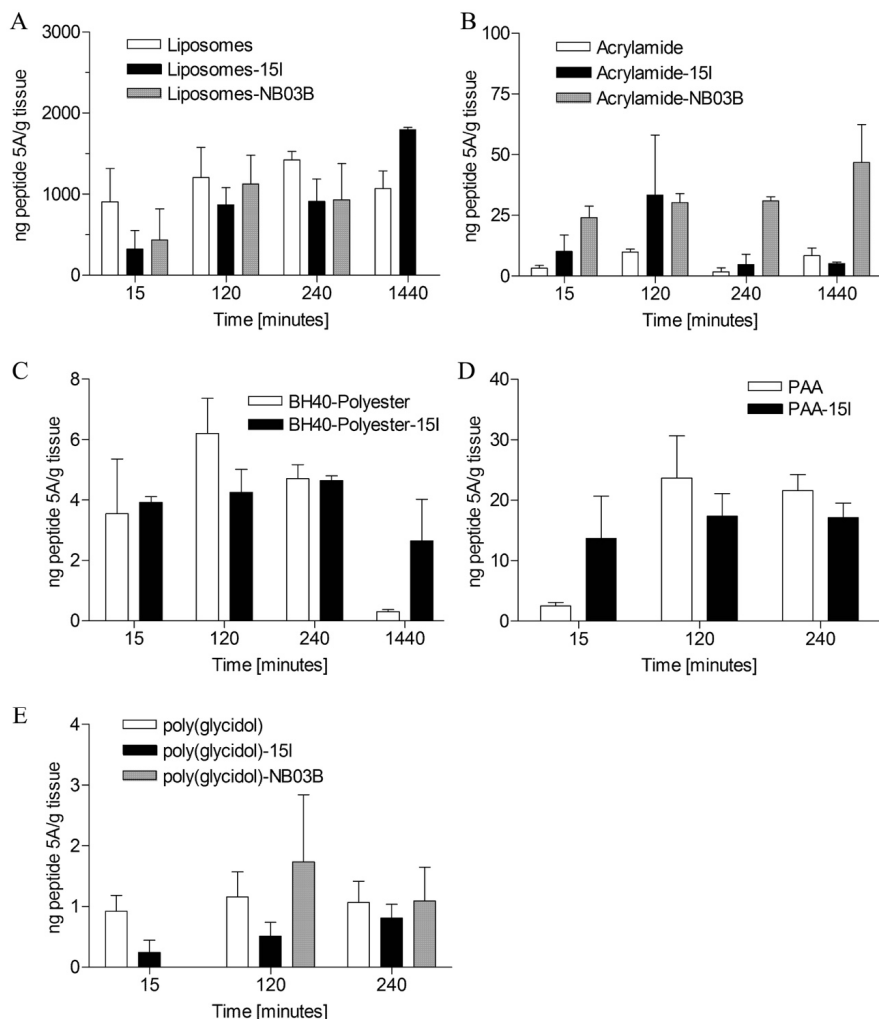 A
Liposomes
Liposomes-15I
Liposomes-NB03B
ng peptide 5A/g tissue
3000
2000
1000
0
15 120 240 1440
Time [minutes]
B
Acrylamide
Acrylamide-15I
Acrylamide-NB03B
ng peptide 5A/g tissue
100
75
50
25
0
15 120 240 1440
Time [minutes]
C
BH40-Polyester
BH40-Polyester-15I
ng peptide 5A/g tissue
8
6
4
2
0
15 120 240 1440
Time [minutes]
D
PAA
PAA-15I
ng peptide 5A/g tissue
40
30
20
10
0
15 120 240
Time [minutes]
E
poly(glycidol)
poly(glycidol)-15I
poly(glycidol)-NB03B
ng peptide 5A/g tissue
4
3
2
1
0
15 120 240
Time [minutes]